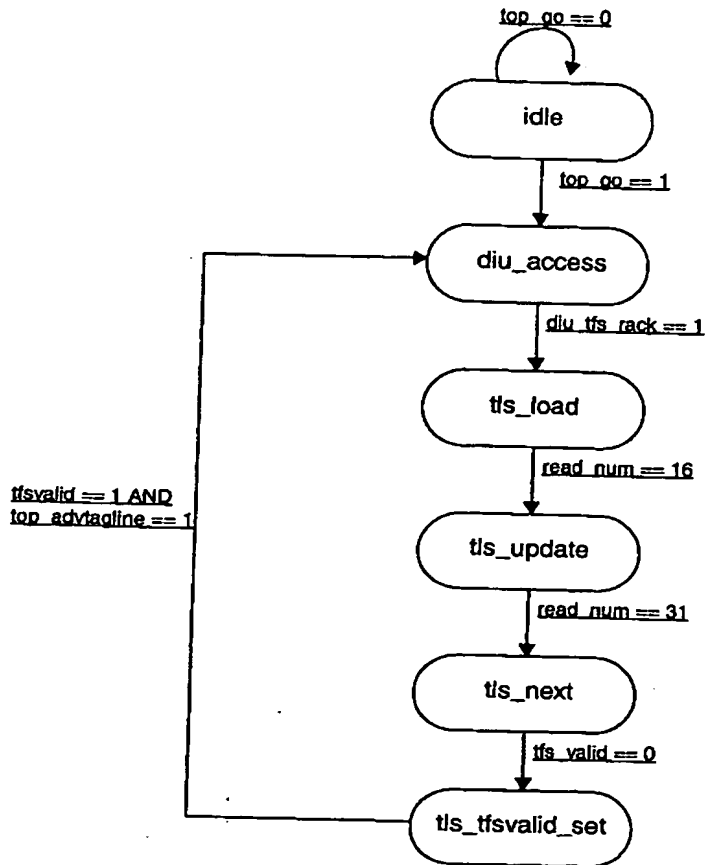 top_go == 0
idle
top_go == 1
diu_access
diu_tfs_rack == 1
tls_load
read_num == 16
tfsvalid == 1 AND
top_advtagline == 1
tls_update
read_num == 31
tls_next
tfs_valid == 0
tls_tfsvalid_set